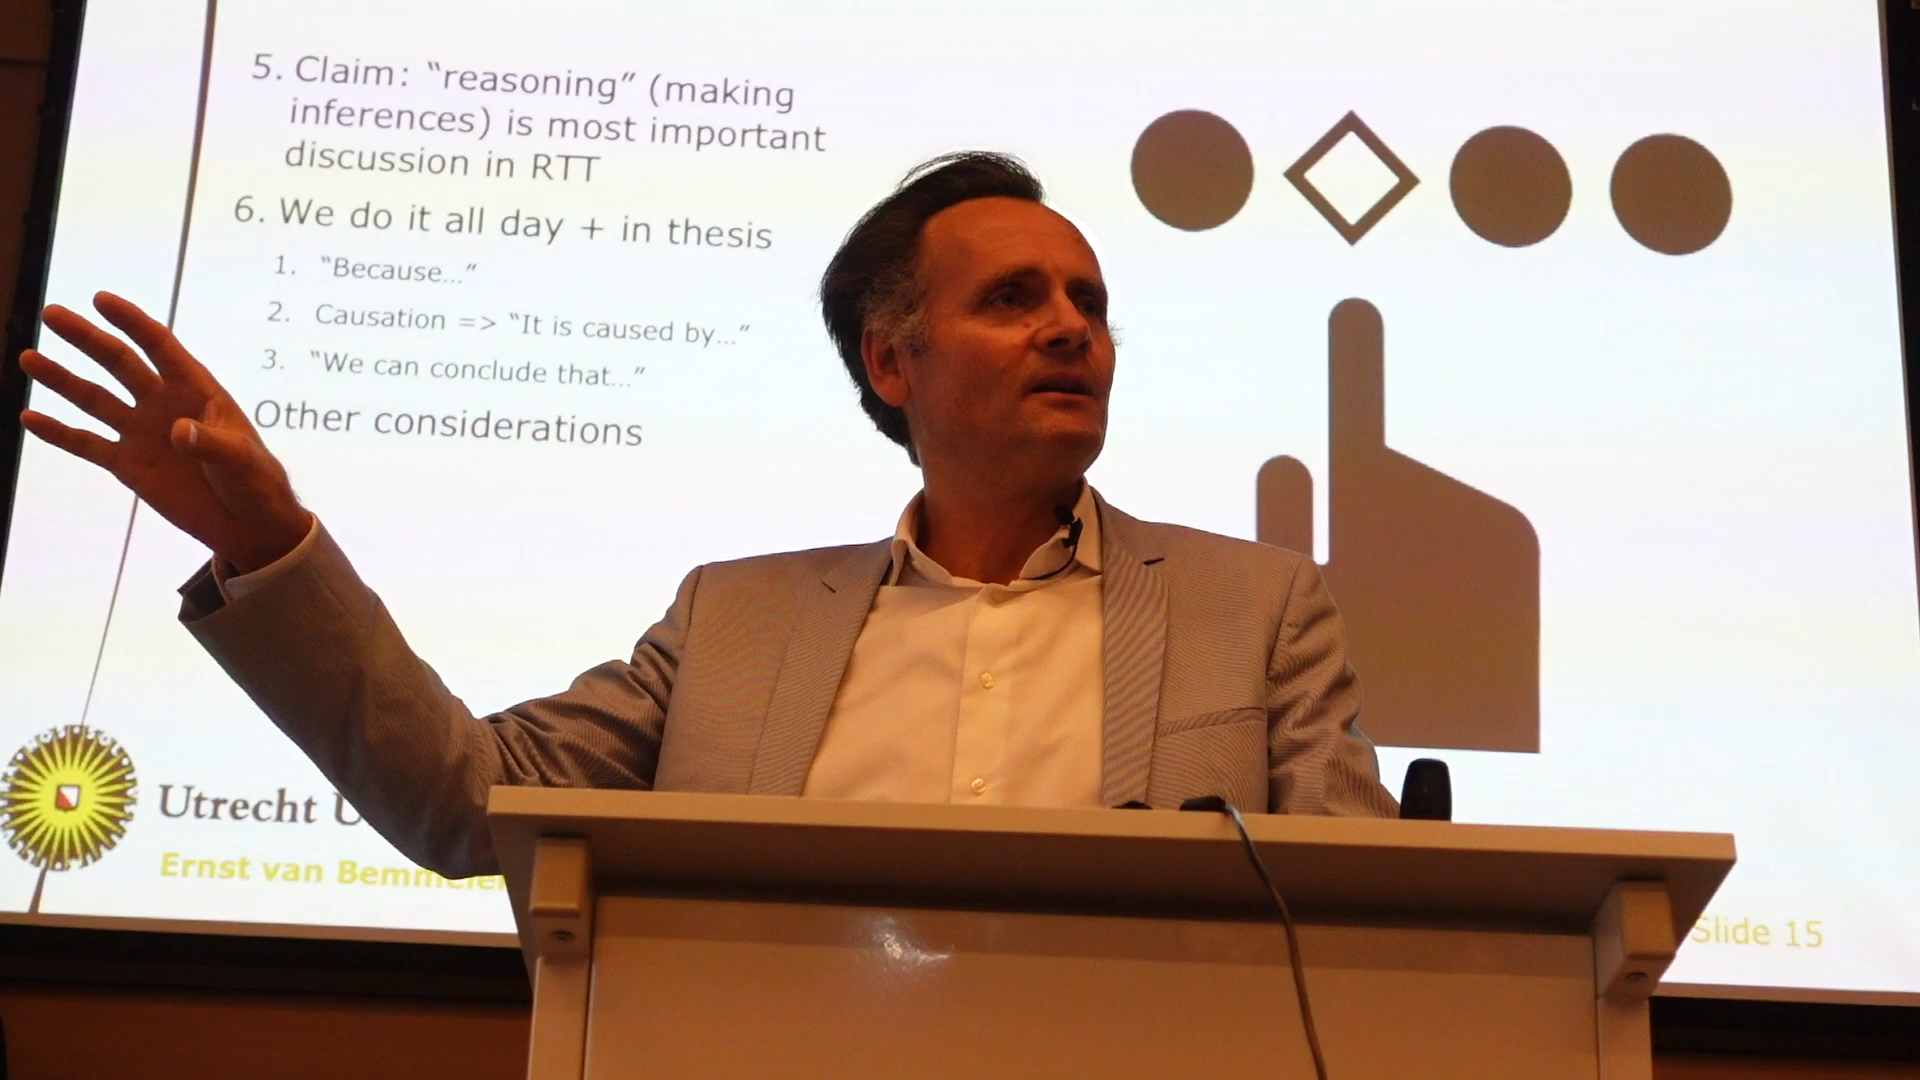 5. Claim: “reasoning” (making
inferences) is most important
discussion in RTT
6. We do it all day + in thesis
1. “Because...”
2. Causation => “It is caused by...”
3. “We can conclude that...”
Other considerations
Utrecht
Ernst van
Slide 15